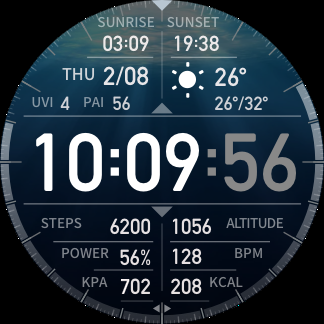 SUNRISE SUNSET
03:09 19:38
THU 2/08 26°
UVI 4 PAI 56 26°/32°
10:09:56
STEPS 6200 1056 ALTITUDE
POWER 56% 128 BPM
KPA 702 208 KCAL